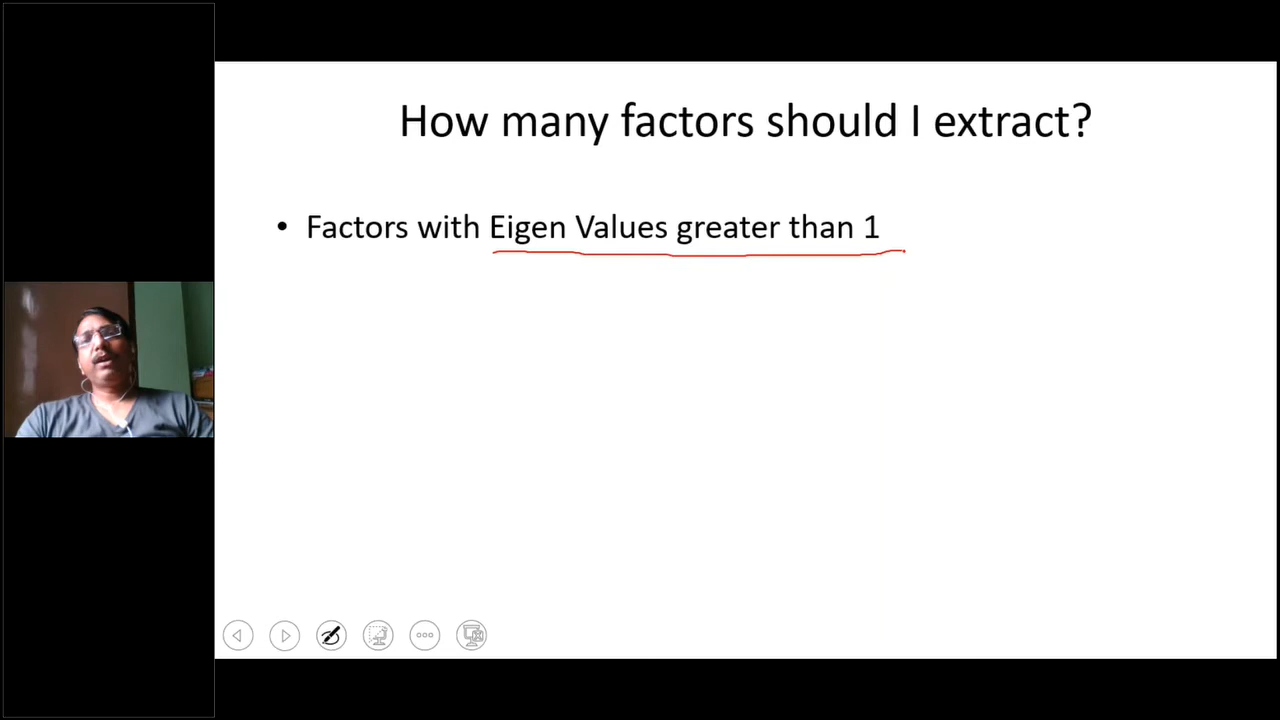 How many factors should I extract?
• Factors with Eigen Values greater than 1